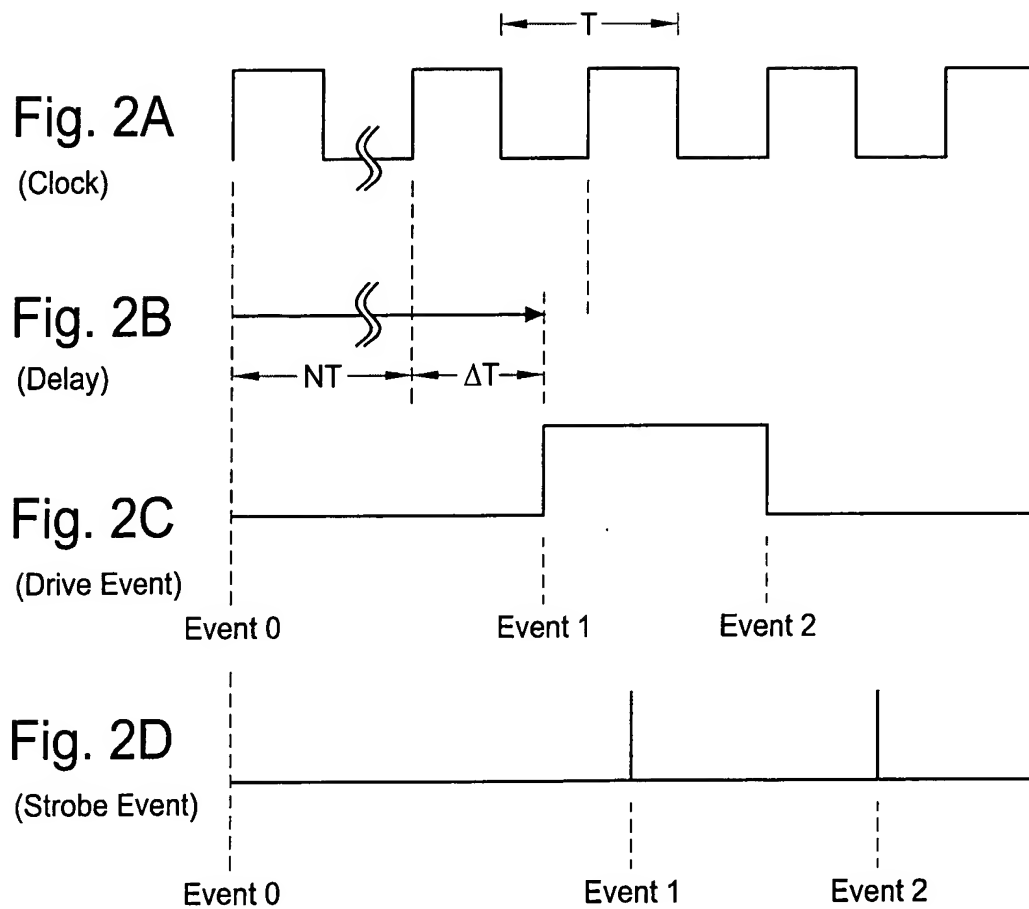 T
Fig. 2A
(Clock)
Fig. 2B
(Delay)
NT
ΔT
Fig. 2C
(Drive Event)
Event 0
Event 1
Event 2
Fig. 2D
(Strobe Event)
Event 0
Event 1
Event 2